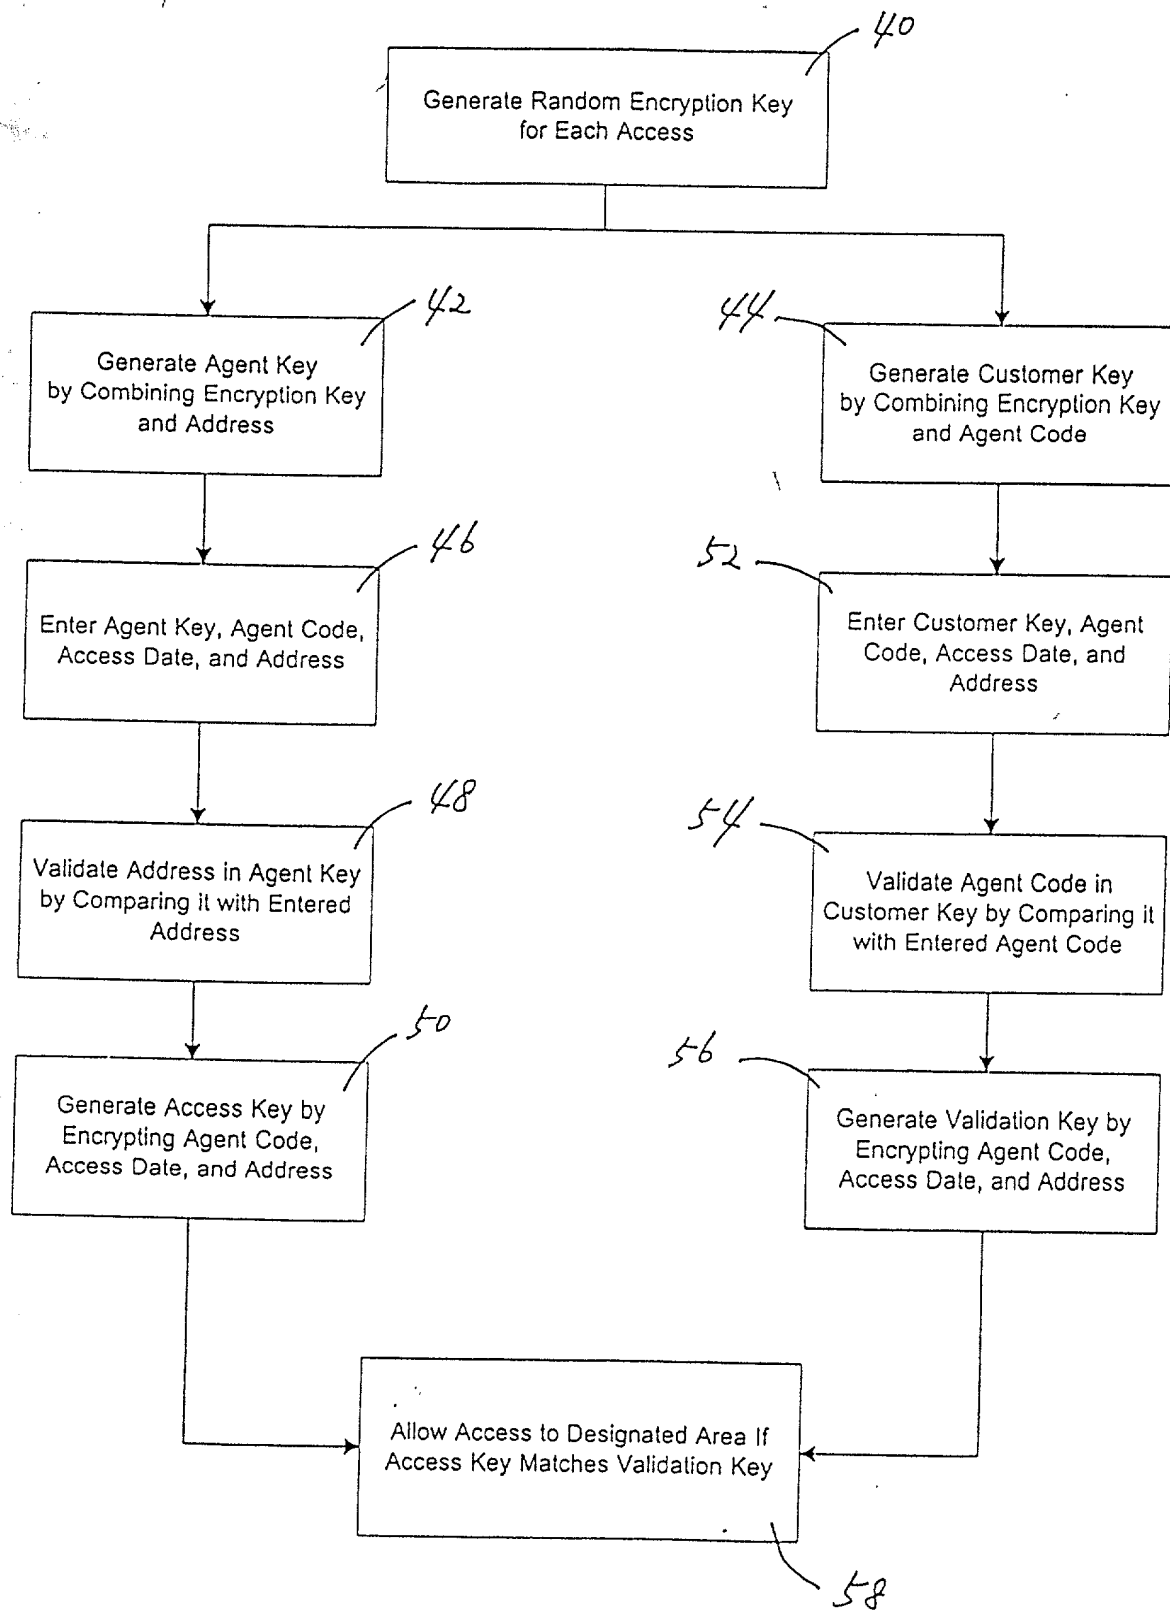 40
Generate Random Encryption Key
for Each Access
42
Generate Agent Key
by Combining Encryption Key
and Address
44
Generate Customer Key
by Combining Encryption Key
and Agent Code
46
Enter Agent Key, Agent Code,
Access Date, and Address
52
Enter Customer Key, Agent
Code, Access Date, and
Address
48
Validate Address in Agent Key
by Comparing it with Entered
Address
54
Validate Agent Code in
Customer Key by Comparing it
with Entered Agent Code
50
Generate Access Key by
Encrypting Agent Code,
Access Date, and Address
56
Generate Validation Key by
Encrypting Agent Code,
Access Date, and Address
Allow Access to Designated Area If
Access Key Matches Validation Key
58